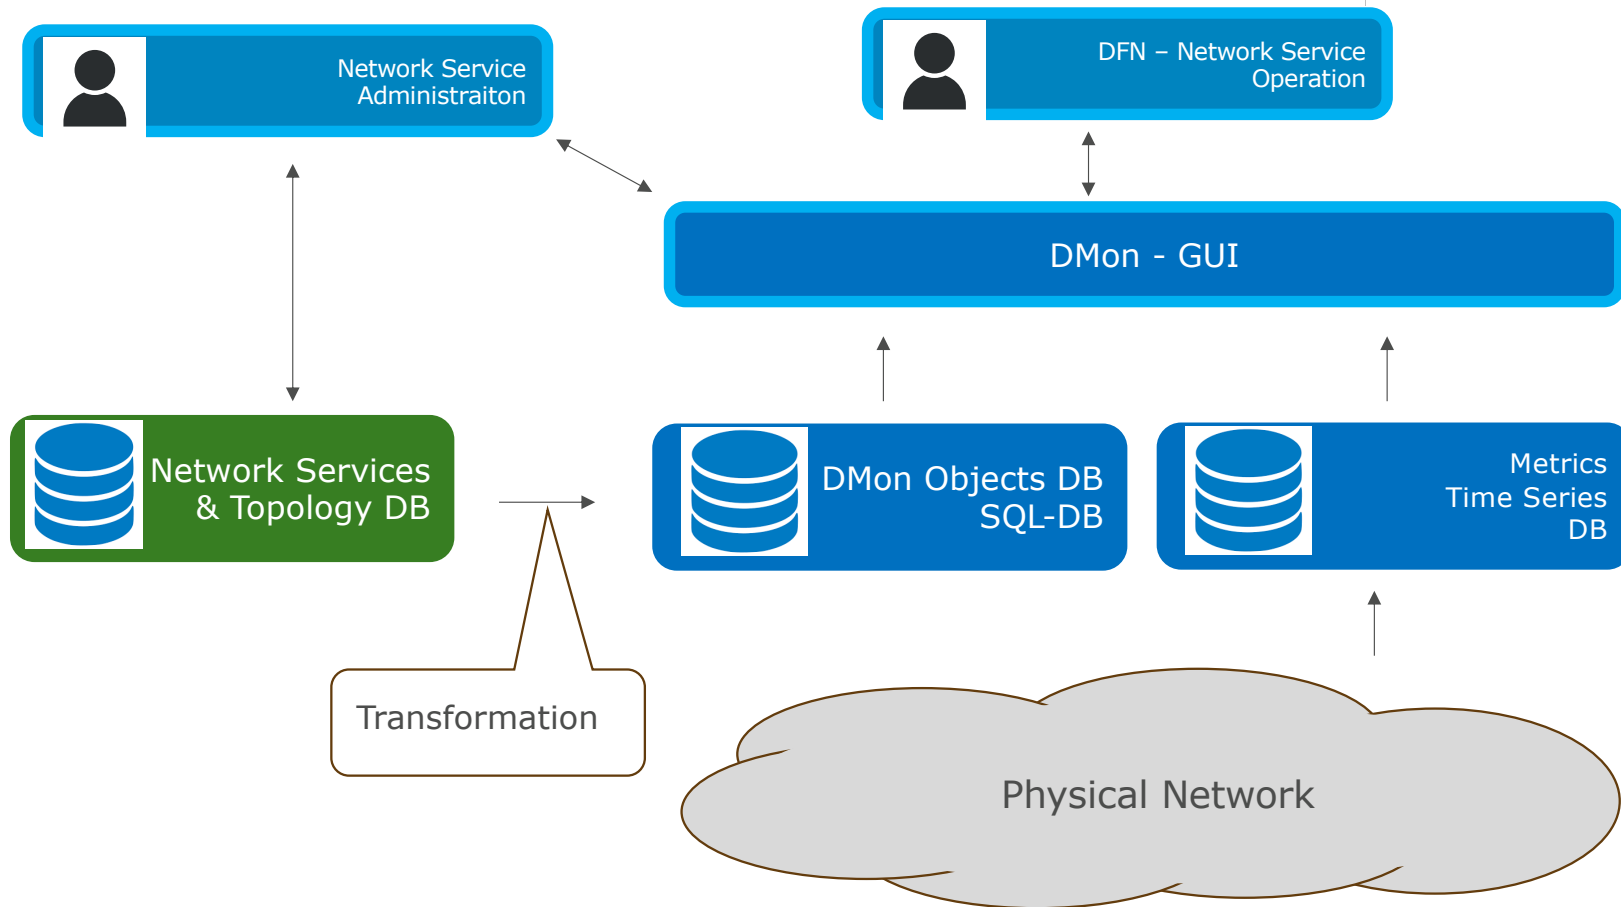 Network Service
Administraiton
DFN – Network Service
Operation
DMon - GUI
Network Services
& Topology DB
DMon Objects DB
SQL-DB
Metrics
Time Series
DB
Transformation
Physical Network